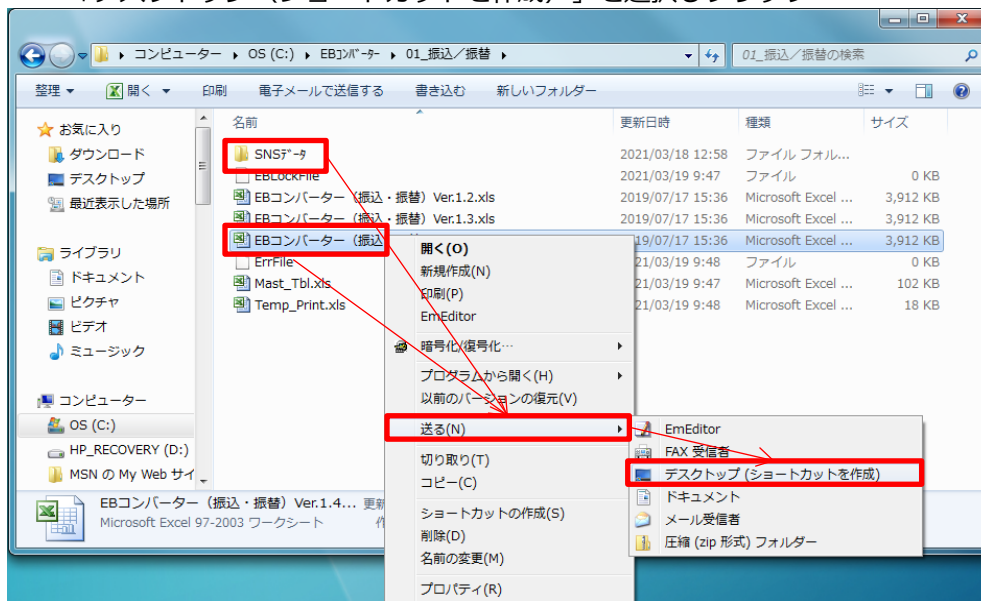 コンピューター ▸ OS (C:) ▸ EBｺﾝﾊﾞｰﾀｰ ▸ 01_振込／振替 ▸
01_振込／振替の検索
整理 開く 印刷 電子メールで送信する 書き込む 新しいフォルダー
お気に入り
ダウンロード
デスクトップ
最近表示した場所
ライブラリ
ドキュメント
ピクチャ
ビデオ
ミュージック
コンピューター
OS (C:)
HP_RECOVERY (D:)
MSN の My Web サイ
名前 更新日時 種類 サイズ
SNSﾃﾞｰﾀ 2021/03/18 12:58 ファイル フォル...
EBLockFile 2021/03/19 9:47 ファイル 0 KB
EBコンバーター（振込・振替）Ver.1.2.xls 2019/07/17 15:36 Microsoft Excel ... 3,912 KB
EBコンバーター（振込・振替）Ver.1.3.xls 2019/07/17 15:36 Microsoft Excel ... 3,912 KB
EBコンバーター（振込 19/07/17 15:36 Microsoft Excel ... 3,912 KB
ErrFile 21/03/19 9:48 ファイル 0 KB
Mast_Tbl.xls 21/03/19 9:47 Microsoft Excel ... 102 KB
Temp_Print.xls 21/03/19 9:48 Microsoft Excel ... 18 KB
開く(O)
新規作成(N)
印刷(P)
EmEditor
暗号化/復号化…
プログラムから開く(H)
以前のバージョンの復元(V)
送る(N)
切り取り(T)
コピー(C)
ショートカットの作成(S)
削除(D)
名前の変更(M)
プロパティ(R)
EmEditor
FAX 受信者
デスクトップ (ショートカットを作成)
ドキュメント
メール受信者
圧縮 (zip 形式) フォルダー
EBコンバーター（振込・振替）Ver.1.4... 更新
Microsoft Excel 97-2003 ワークシート